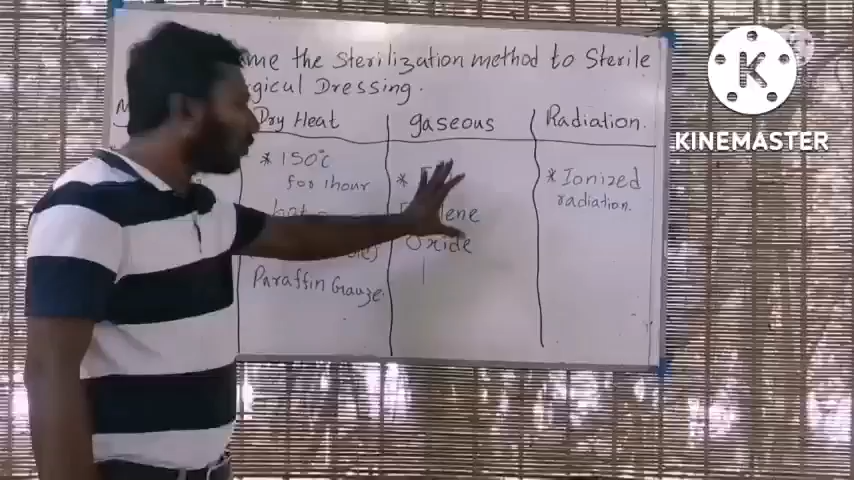 me the Sterilization method to Sterile
gical Dressing.
Dry Heat
gaseous
Radiation.
* 150°C
for 1hour
hot
Paraffin Gauze.
*
lene
Oxide
* Ionized
radiation.
K
KINEMASTER